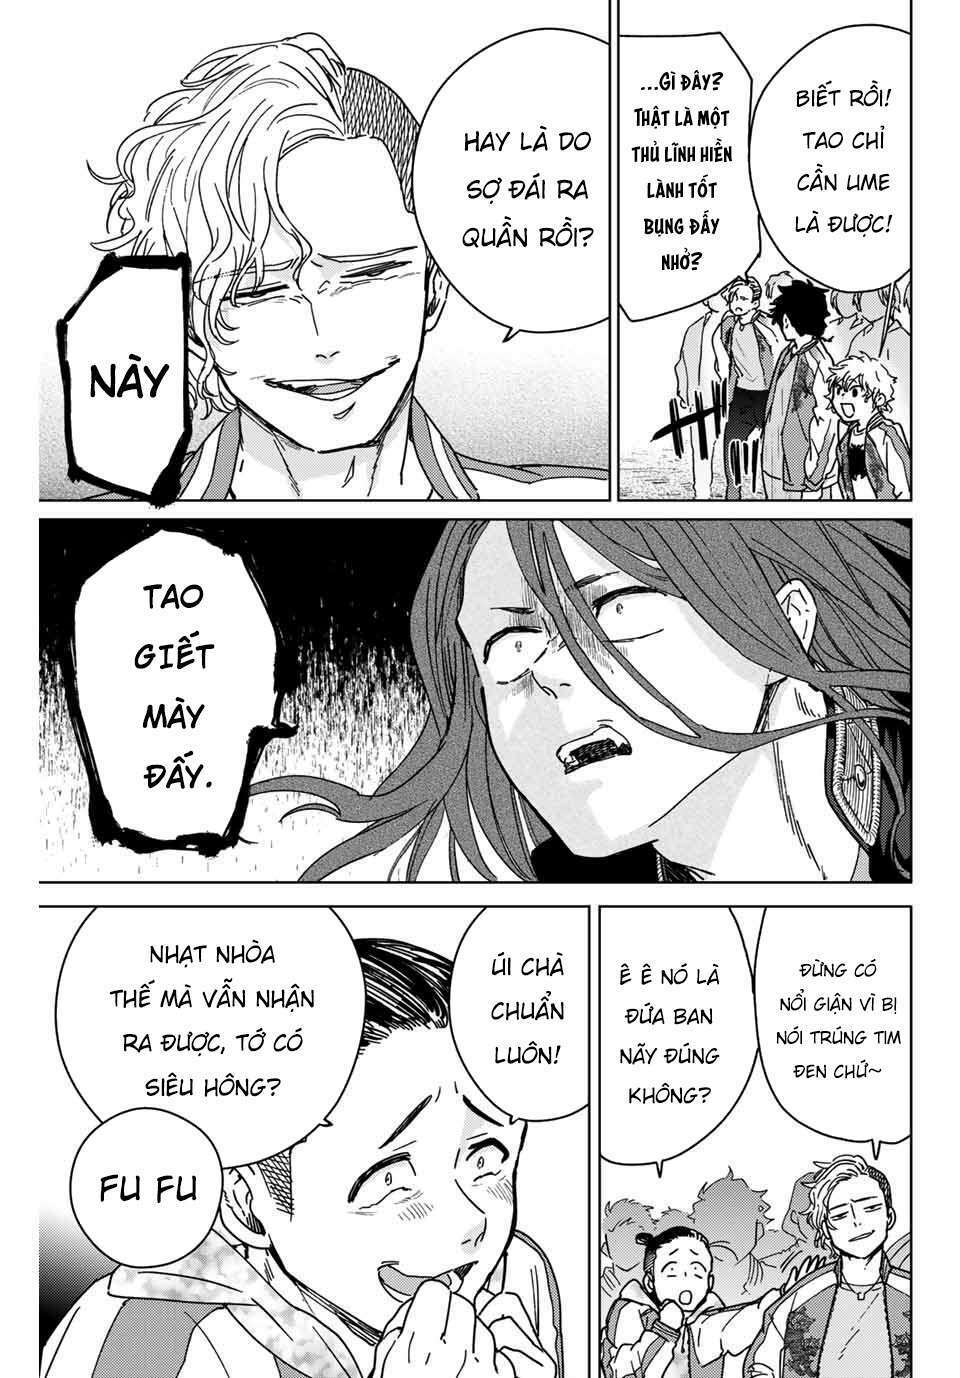 BIẾT RỒI!
TAO CHỈ
CẦN UME
LÀ ĐƯỢC!
...GÌ ĐÂY?
THẬT LÀ MỘT
THỦ LĨNH HIỀN
LÀNH TỐT
BỤNG ĐẤY
NHỞ?
HAY LÀ DO
SỢ ĐÁI RA
QUẦN RỒI?
NÀY
TAO
GIẾT
MÀY
ĐẤY.
ĐỪNG CÓ
NỔI GIẬN VÌ BỊ
NÓI TRÚNG TIM
ĐEN CHỨ~
Ê Ê NÓ LÀ
ĐỨA BAN
NÃY ĐÚNG
KHÔNG?
ÚI CHÀ
CHUẨN
LUÔN!
NHẠT NHÒA
THẾ MÀ VẪN NHẬN
RA ĐƯỢC, TỚ CÓ
SIÊU HÔNG?
FU FU